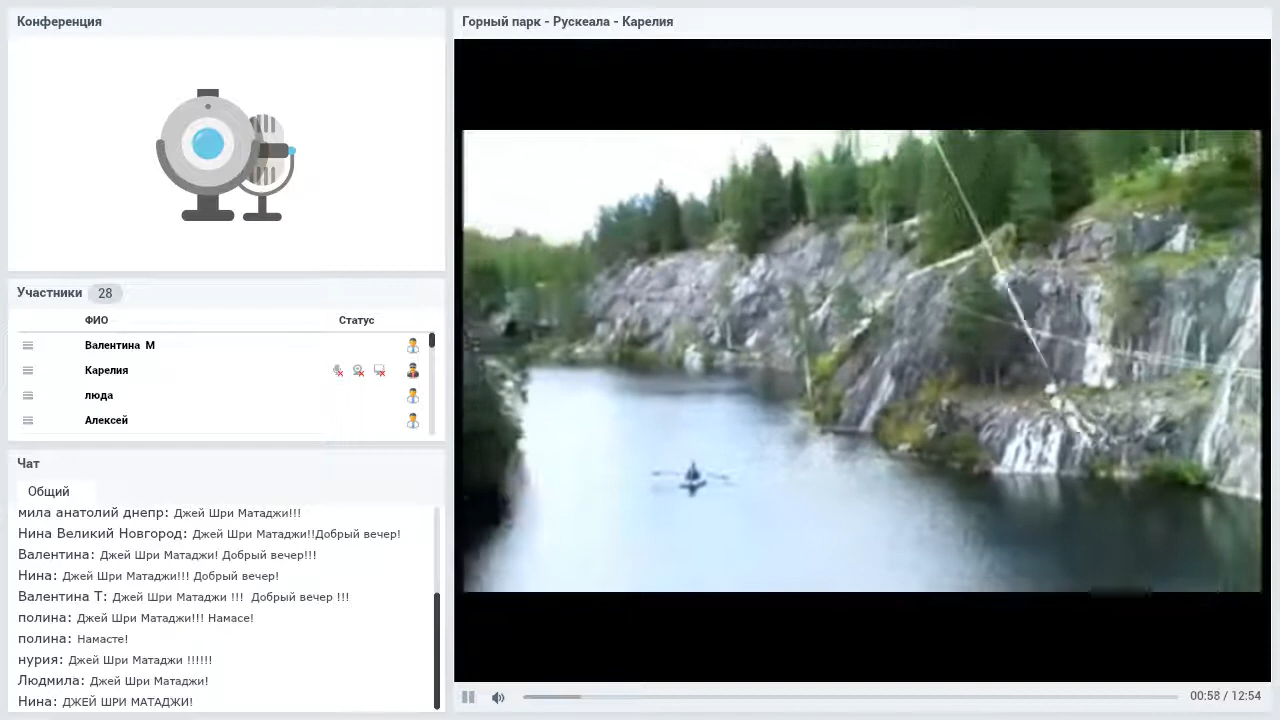 Конференция
Участники 28
ФИО Статус
Валентина М
Карелия
люда
Алексей
Чат
Общий
мила анатолий днепр: Джей Шри Матаджи!!!
Нина Великий Новгород: Джей Шри Матаджи!!Добрый вечер!
Валентина: Джей Шри Матаджи! Добрый вечер!!!
Нина: Джей Шри Матаджи!!! Добрый вечер!
Валентина Т: Джей Шри Матаджи !!! Добрый вечер !!!
полина: Джей Шри Матаджи!!! Намасе!
полина: Намасте!
нурия: Джей Шри Матаджи !!!!!!
Людмила: Джей Шри Матаджи!
Нина: ДЖЕЙ ШРИ МАТАДЖИ!
Горный парк - Рускеала - Карелия
00:58 / 12:54